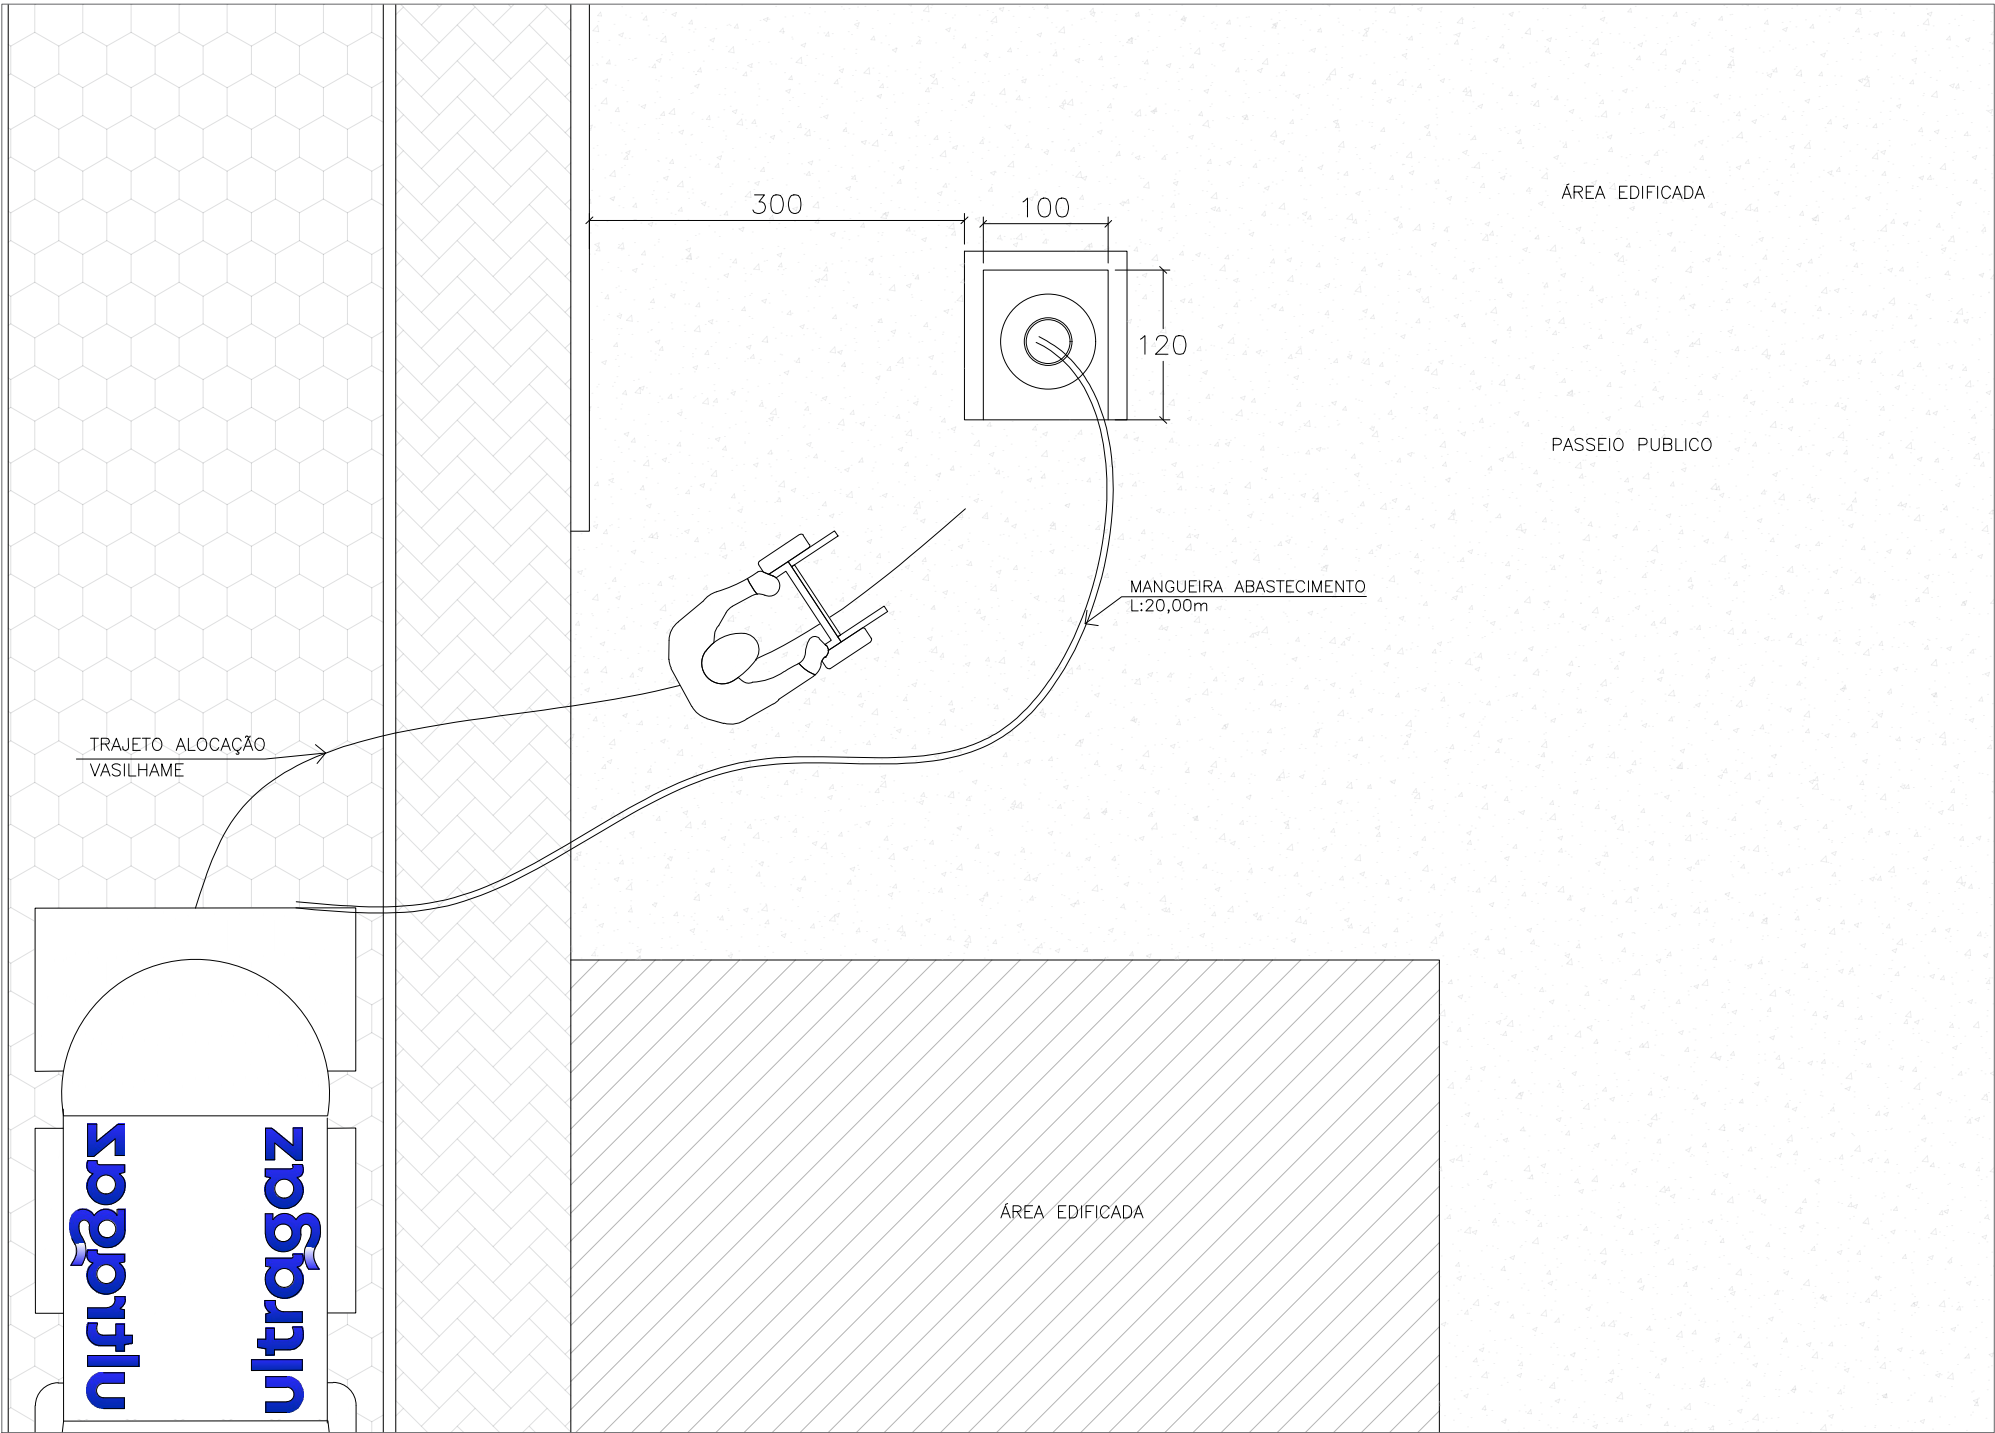 ÁREA EDIFICADA
300
100
120
PASSEIO PUBLICO
MANGUEIRA ABASTECIMENTO
L:20,00m
TRAJETO ALOCAÇÃO
VASILHAME
ultragaz
ultragaz
ÁREA EDIFICADA